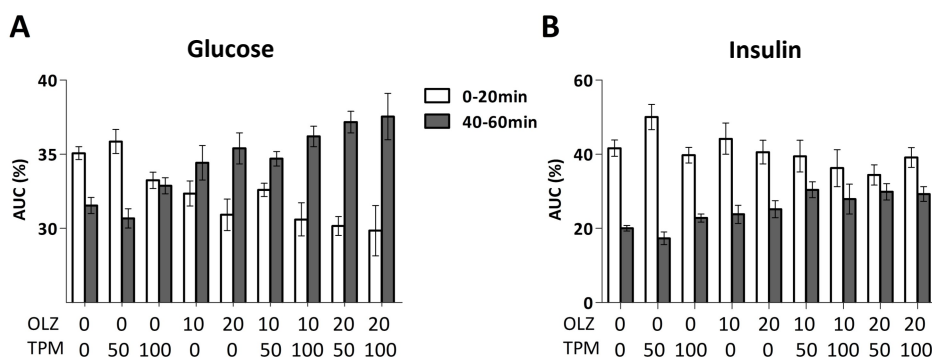 A
Glucose
AUC (%)
40
35
30
0-20min
40-60min
OLZ 0 0 0 10 20 10 10 20 20
TPM 0 50 100 0 0 50 100 50 100
B
Insulin
AUC (%)
60
40
20
0
OLZ 0 0 0 10 20 10 10 20 20
TPM 0 50 100 0 0 50 100 50 100